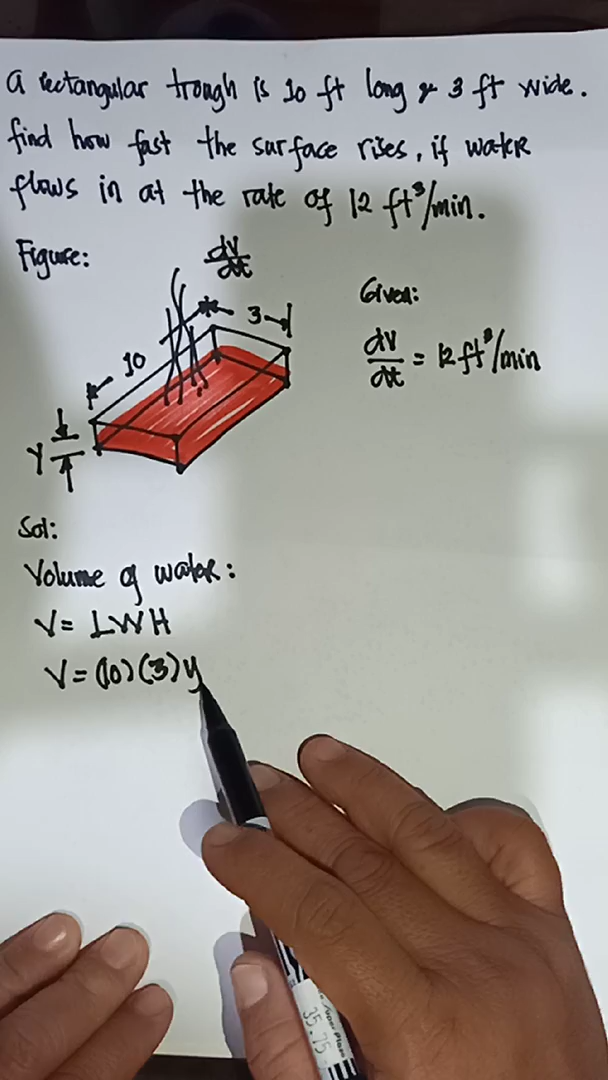 a rectangular trough is 10 ft long & 3 ft wide.
find how fast the surface rises, if water
flows in at the rate of 12 ft³/min.
Figure:
dV/dt
Given:
3
10
dV/dt = 12 ft³/min
Y
Sol:
Volume of water:
V = LWH
V = (10)(3)y
35.75